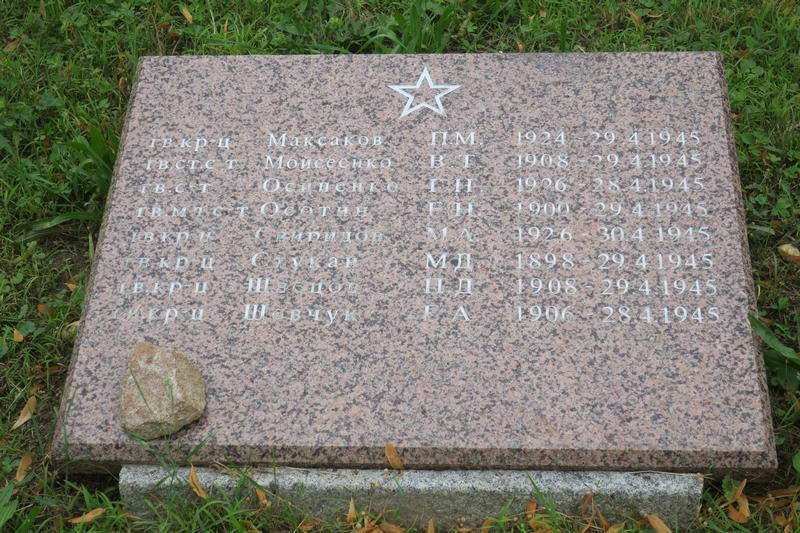 гв.кр-ц Максаков П.М. 1924 - 29.4.1945
гв.ст.с-т Моисеенко В.Т. 1908 - 29.4.1945
гв.с-т Осипенко Г.Н. 1926 - 28.4.1945
гв.мл.с-т Осотин 1900 - 29.4.1945
гв.кр-ц Свиридов М.А. 1926 - 30.4.1945
гв.кр-ц Стукан М.Д. 1898 - 29.4.1945
гв.кр-ц Швецов 1908 - 29.4.1945
гв.кр-ц Шевчук Е.А. 1906 - 28.4.1945